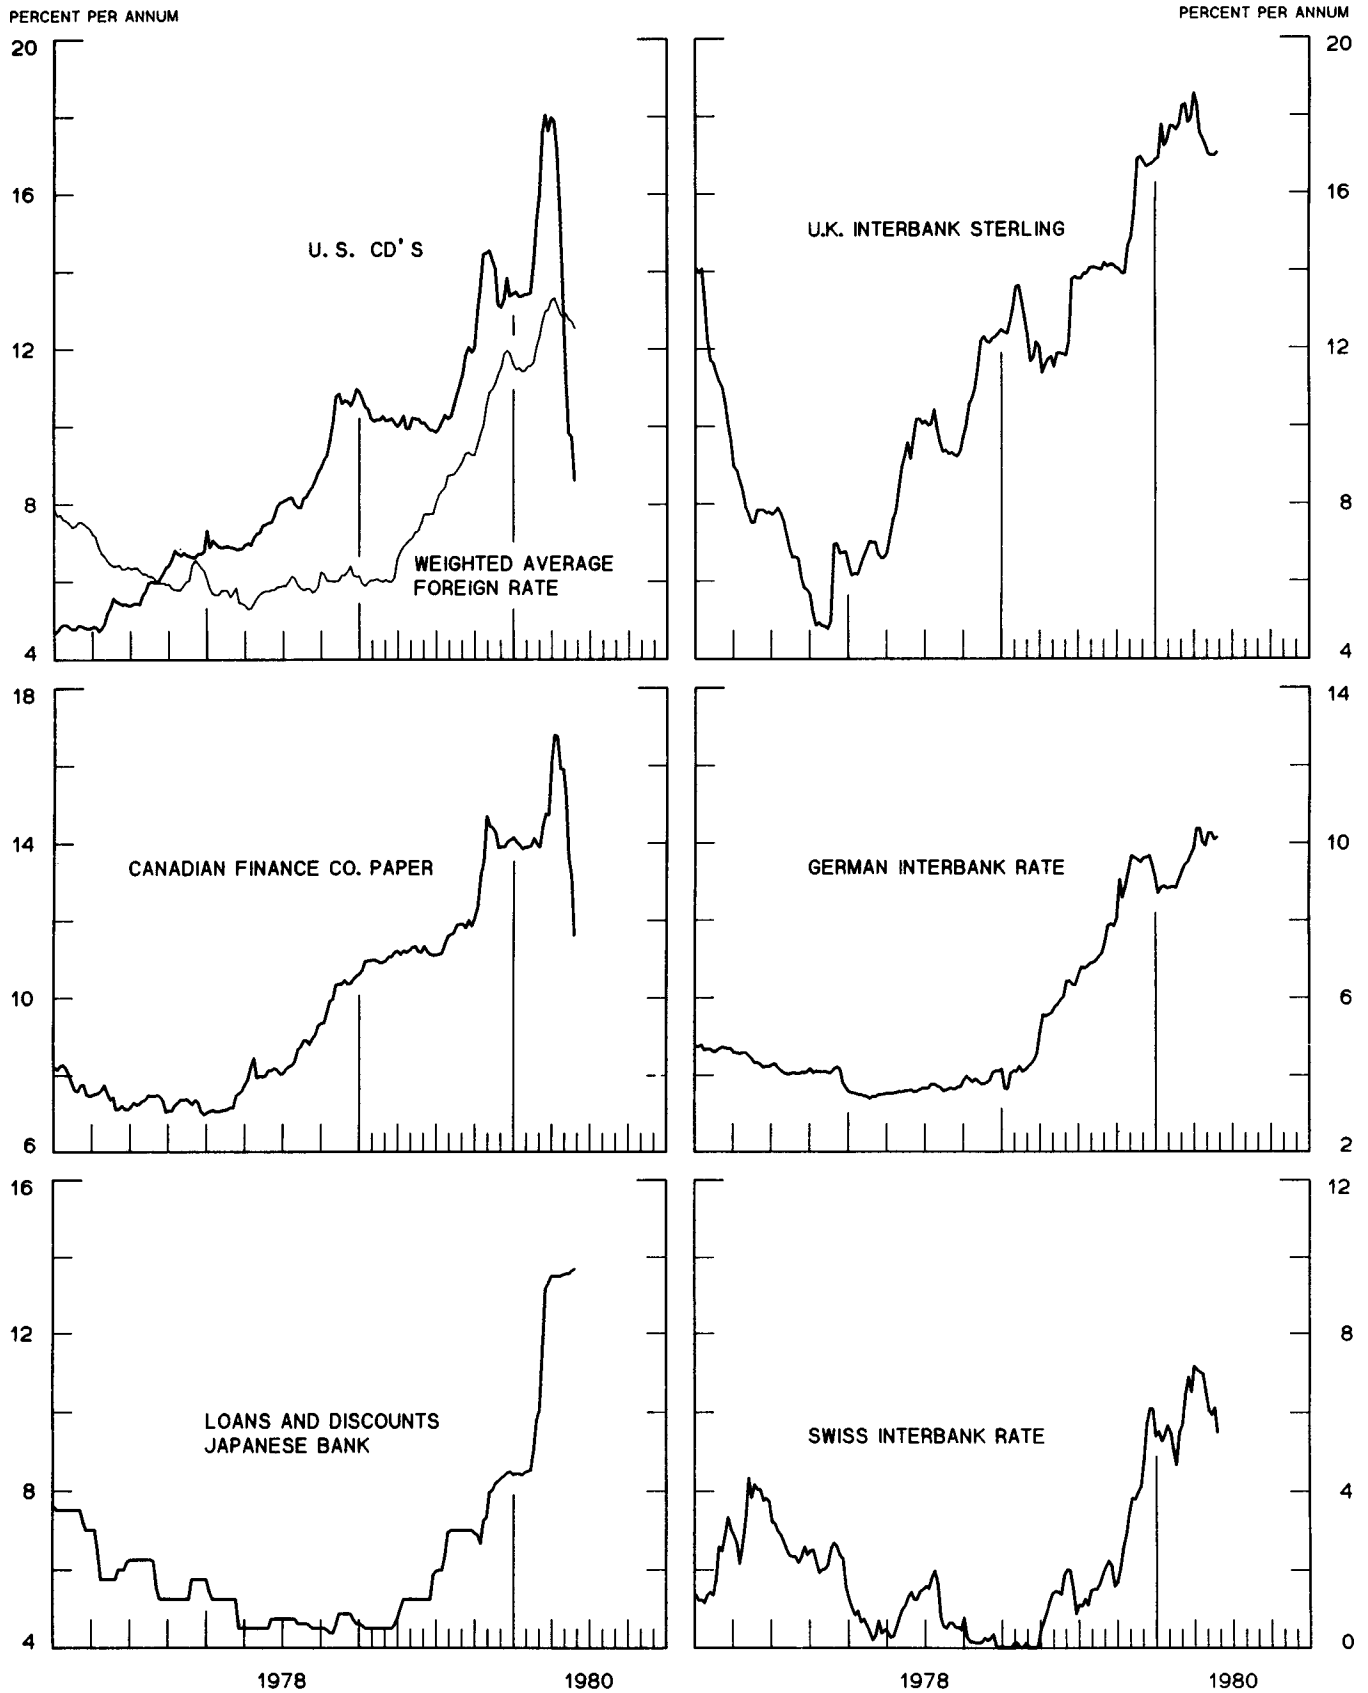 PERCENT PER ANNUM
PERCENT PER ANNUM
20
16
12
8
4
U.S. CD'S
WEIGHTED AVERAGE
FOREIGN RATE
20
16
12
8
4
U.K. INTERBANK STERLING
18
14
10
6
CANADIAN FINANCE CO. PAPER
14
10
6
2
GERMAN INTERBANK RATE
16
12
8
4
LOANS AND DISCOUNTS
JAPANESE BANK
12
8
4
0
SWISS INTERBANK RATE
1978
1980
1978
1980